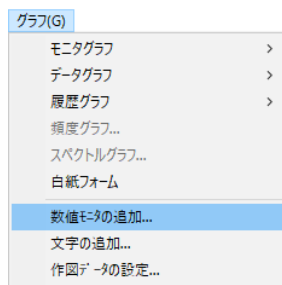 グラフ(G)
モニタグラフ >
データグラフ >
履歴グラフ >
頻度グラフ...
スペクトルグラフ...
白紙フォーム
数値モニタの追加...
文字の追加...
作図データの設定...